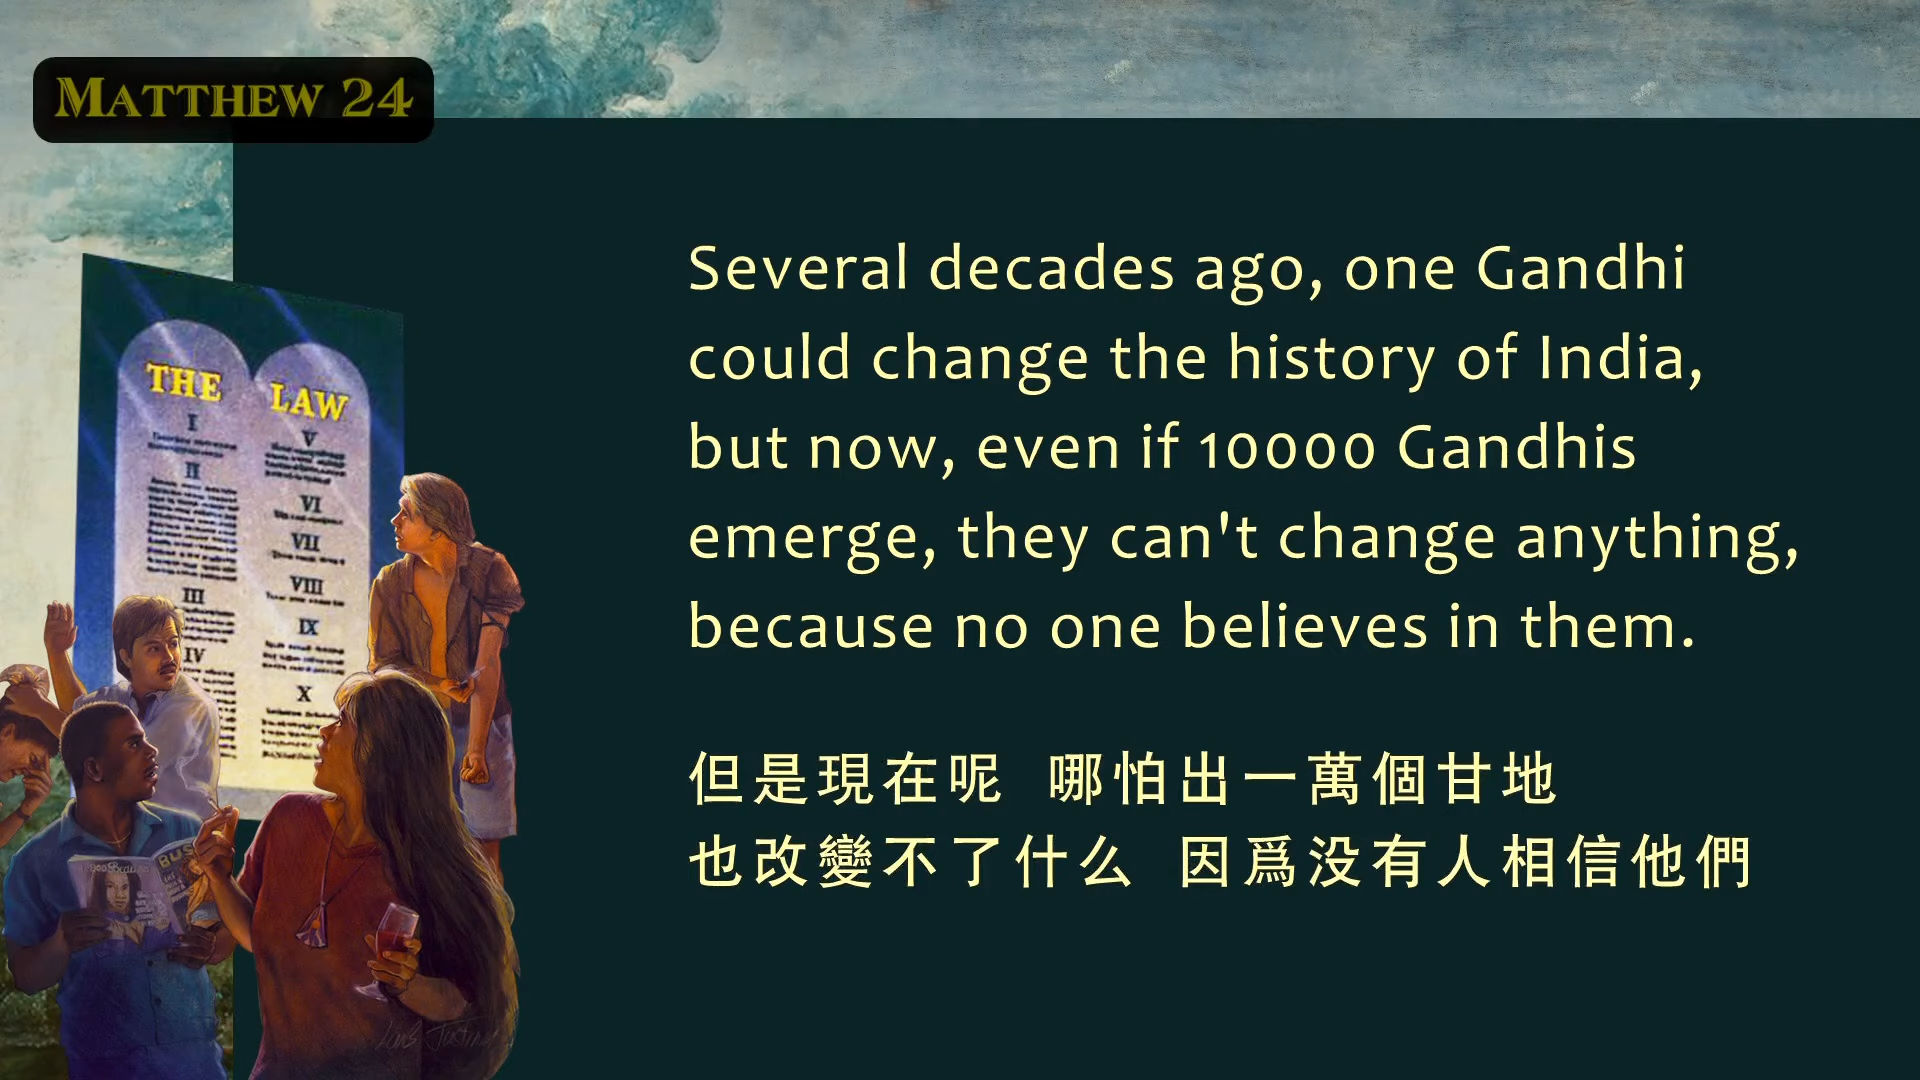 MATTHEW 24
Several decades ago, one Gandhi
could change the history of India,
but now, even if 10000 Gandhis
emerge, they can't change anything,
because no one believes in them.
但是現在呢 哪怕出一萬個甘地
也改變不了什么 因爲没有人相信他們
THE LAW
I
II
III
IV
V
VI
VII
VIII
IX
X